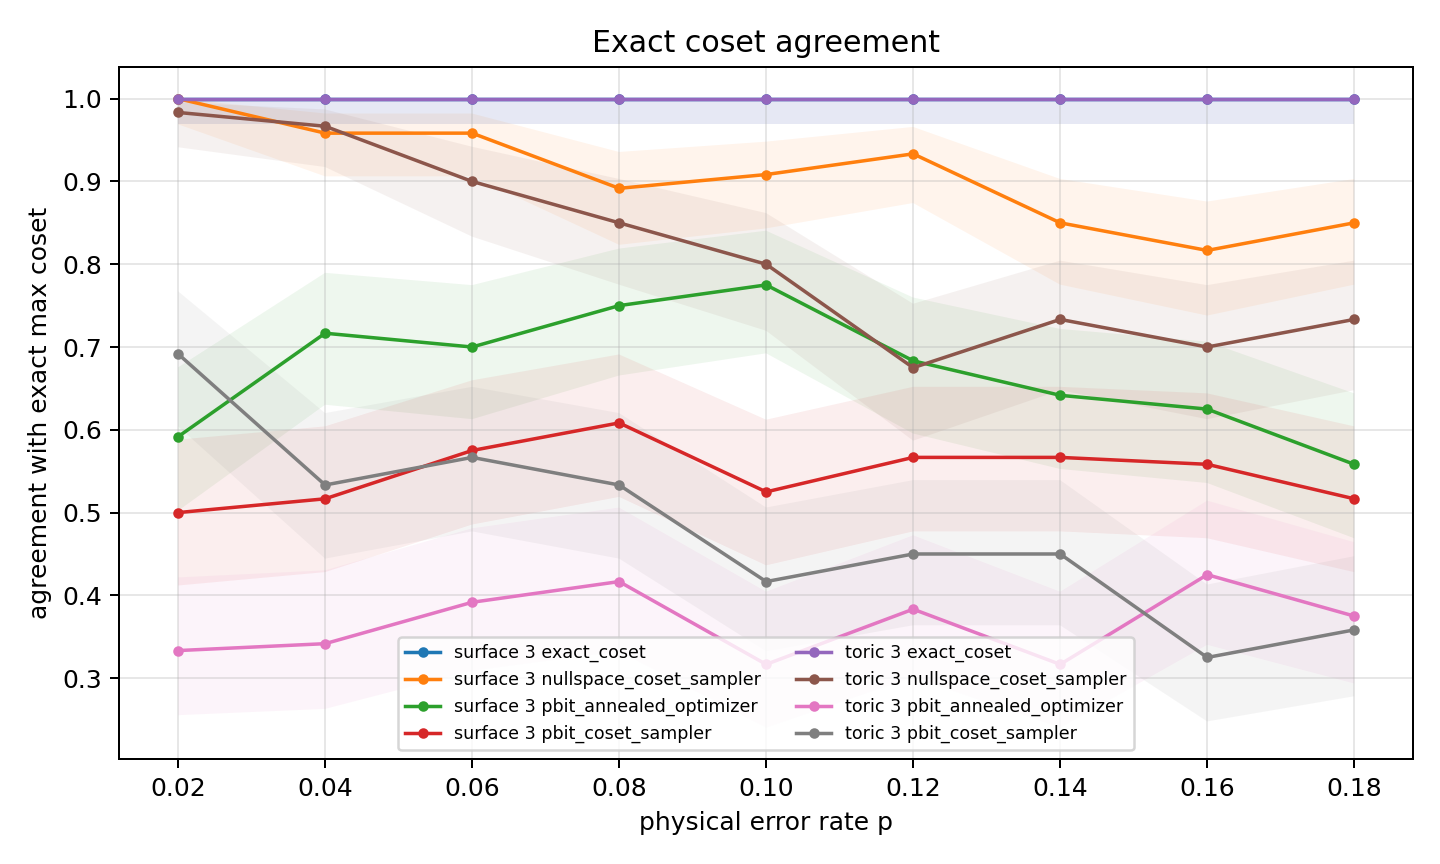 Exact coset agreement
agreement with exact max coset
1.0
0.9
0.8
0.7
0.6
0.5
0.4
0.3
surface 3 exact_coset
surface 3 nullspace_coset_sampler
surface 3 pbit_annealed_optimizer
surface 3 pbit_coset_sampler
toric 3 exact_coset
toric 3 nullspace_coset_sampler
toric 3 pbit_annealed_optimizer
toric 3 pbit_coset_sampler
0.02 0.04 0.06 0.08 0.10 0.12 0.14 0.16 0.18
physical error rate p